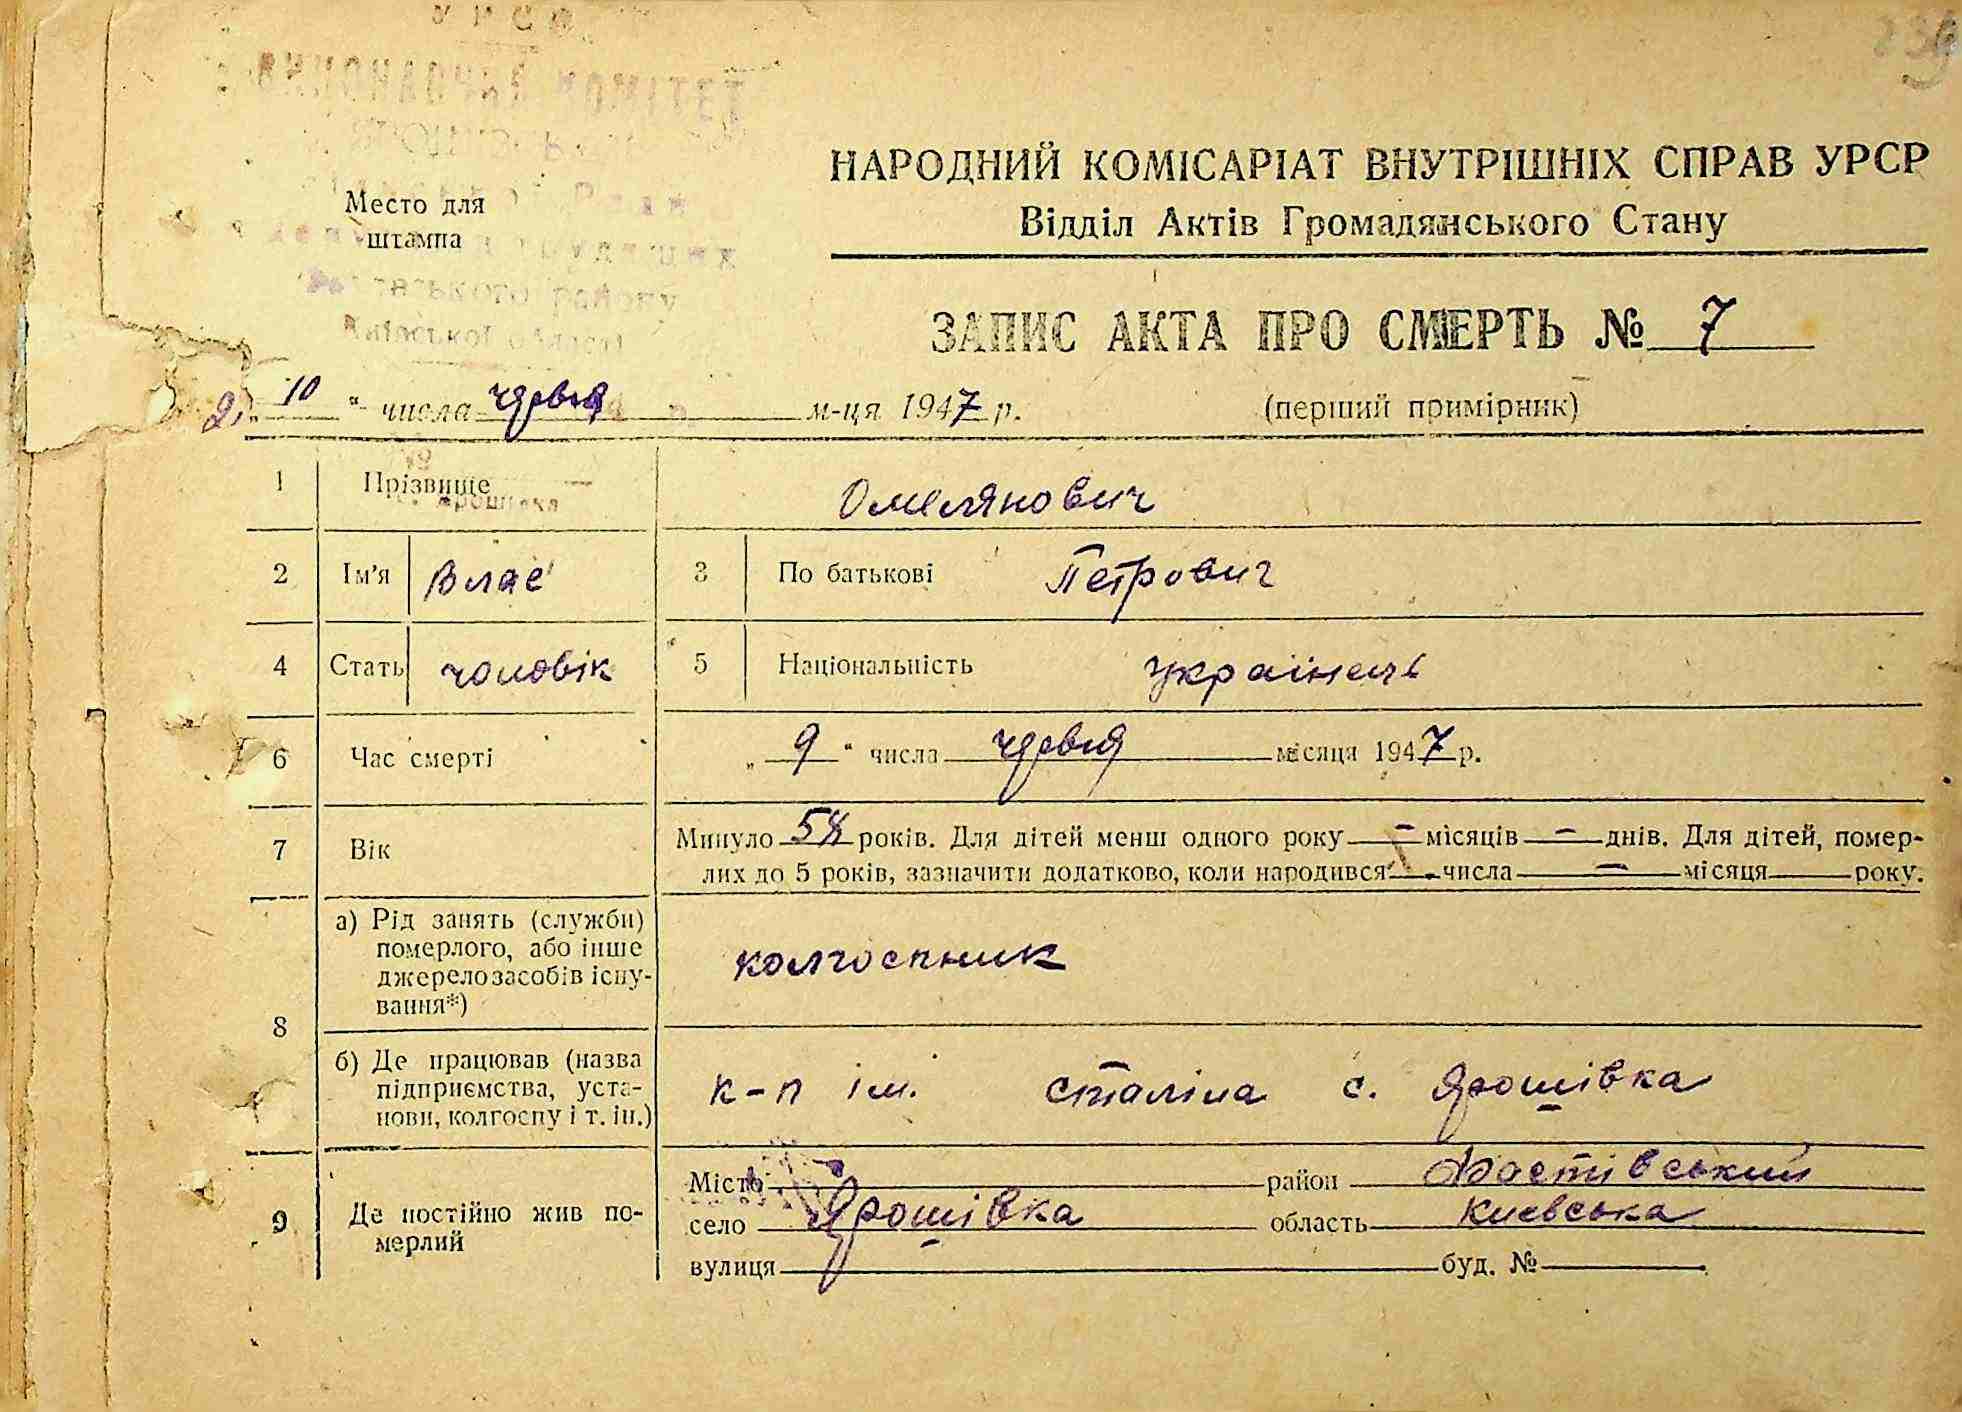 239
НАРОДНИЙ КОМІСАРІАТ ВНУТРІШНІХ СПРАВ УРСР
Відділ Актів Громадянського Стану
Место для
штампа
ЗАПИС АКТА ПРО СМЕРТЬ № 7
„ 10 “ числа червня м-ця 1947 р. (перший примірник)
1 Прізвище Омелянович
2 Ім'я Влас 3 По батькові Петрович
4 Стать чоловік 5 Національність українець
6 Час смерті „ 9 “ числа червня місяця 1947 р.
7 Вік Минуло років. Для дітей менш одного року — місяців — днів. Для дітей, помер-
лих до 5 років, зазначити додатково, коли народився — числа — місяця року.
8 а) Рід занять (служби)
померлого, або інше
джерело засобів існу-
вання*) колгоспник
б) Де працював (назва
підприємства, уста-
нови, колгоспу і т. ін.) к-п ім. Сталіна с. Ярошівка
9 Де постійно жив по-
мерлий
Місто район Фастівський
село Ярошівка область Києвська
вулиця буд. №